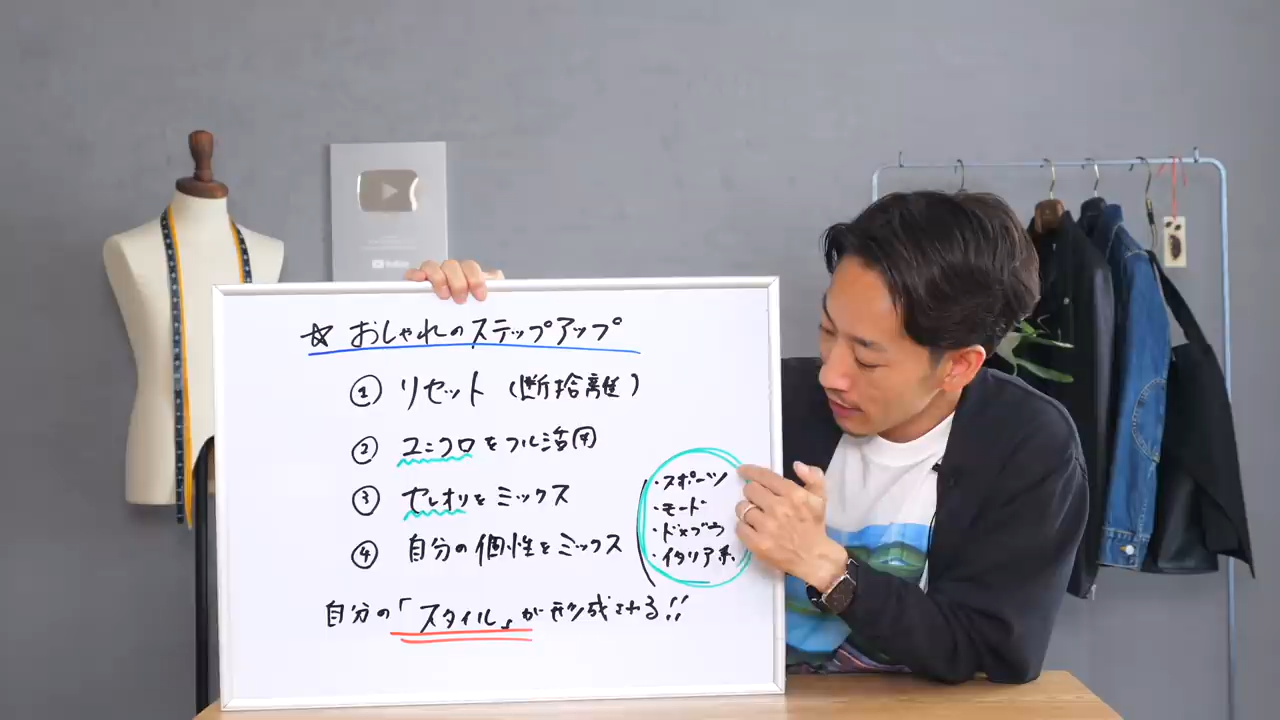 ☆ おしゃれのステップアップ
① リセット (断捨離)
② ユニクロをフル活用
③ セレオリをミックス
④ 自分の個性をミックス
・スポーツ
・モード
・ドメブラ
・イタリア系
自分の「スタイル」が形成される!!